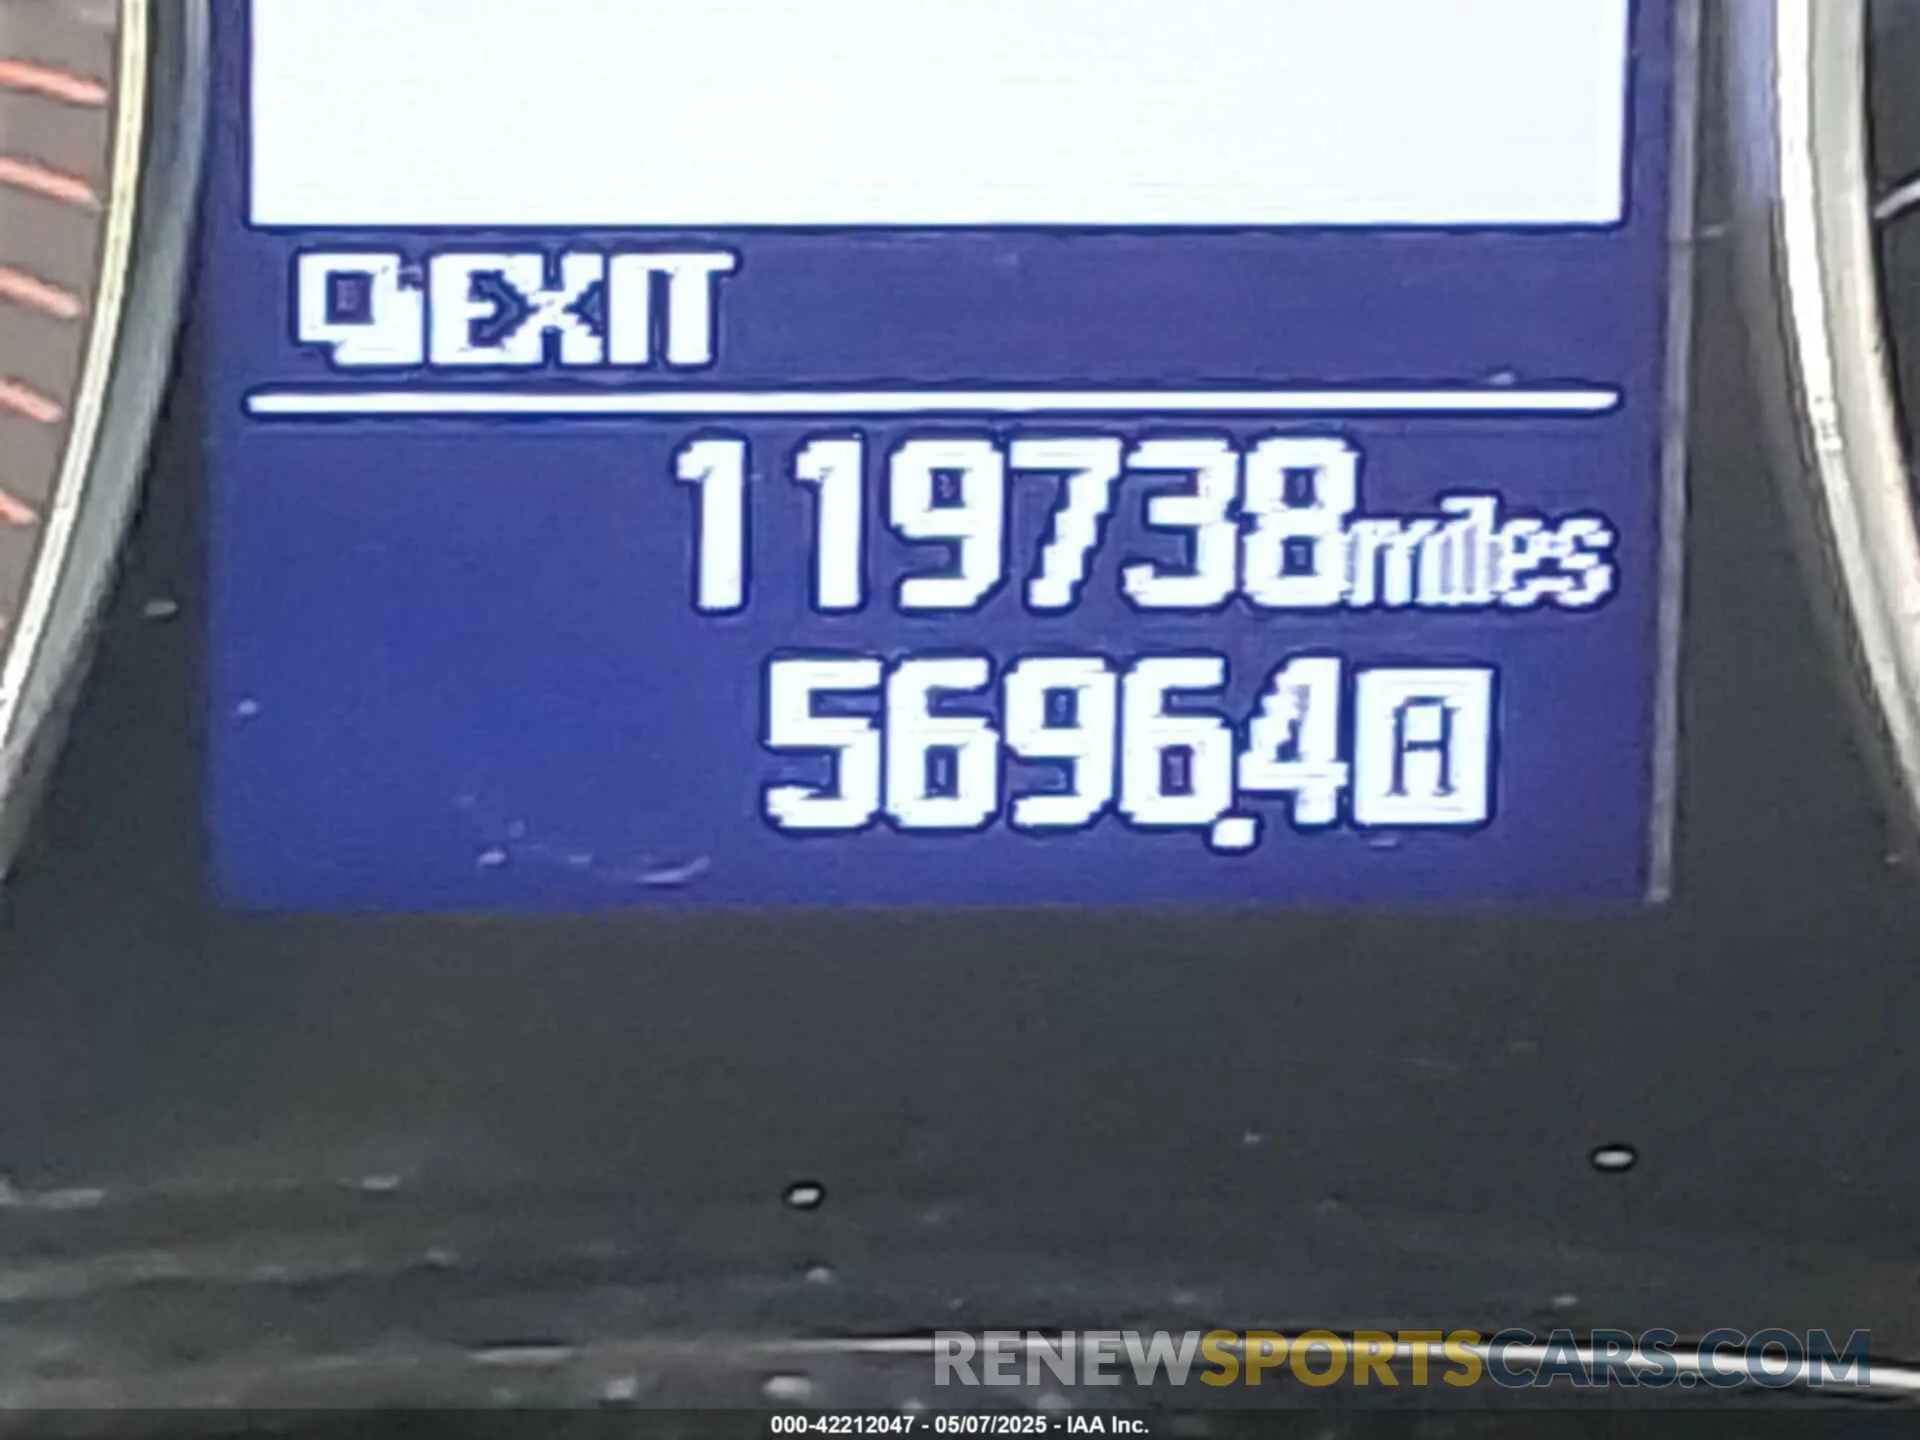 EXIT
119738miles
5696.4 A
RENEWSPORTSCARS.COM
000-42212047 - 05/07/2025 - IAA Inc.